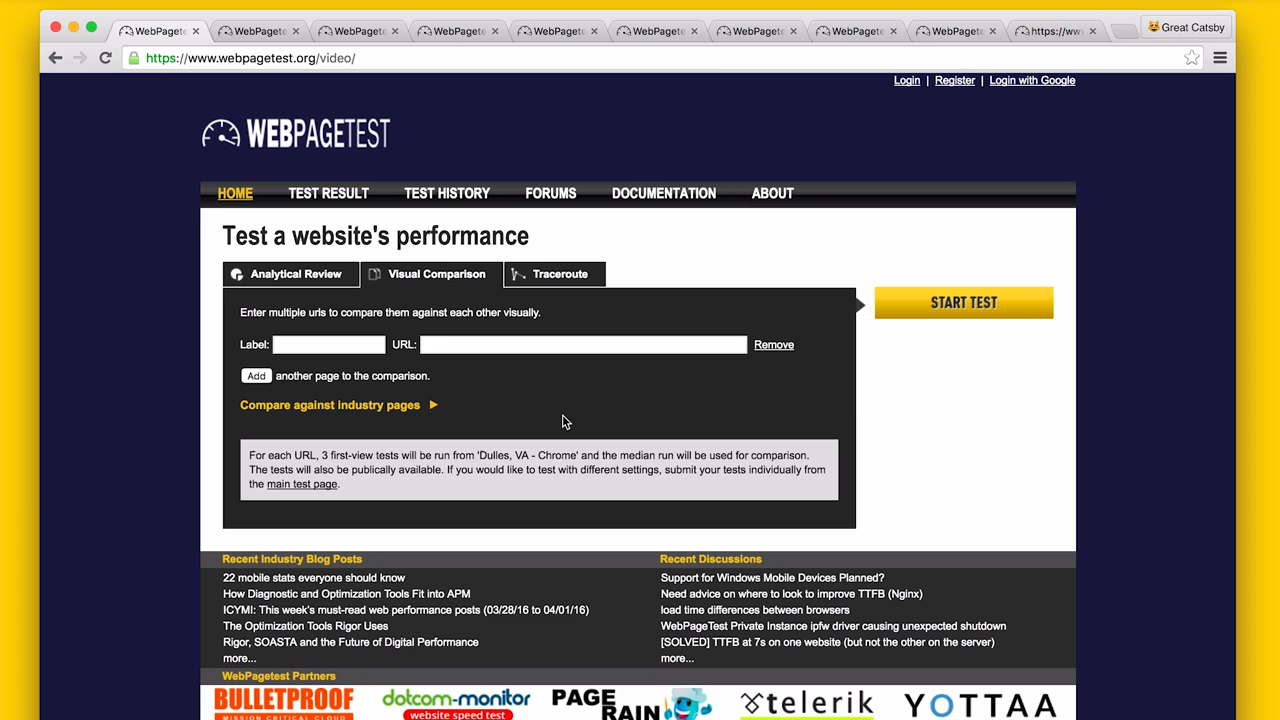 WebPagete WebPagete WebPagete WebPagete WebPagete WebPagete WebPagete WebPagete WebPagete https://ww Great Catsby
https://www.webpagetest.org/video/
Login | Register | Login with Google
WEBPAGETEST
HOME TEST RESULT TEST HISTORY FORUMS DOCUMENTATION ABOUT
Test a website's performance
Analytical Review Visual Comparison Traceroute
START TEST
Enter multiple urls to compare them against each other visually.
Label: URL: Remove
Add another page to the comparison.
Compare against industry pages
For each URL, 3 first-view tests will be run from 'Dulles, VA - Chrome' and the median run will be used for comparison.
The tests will also be publically available. If you would like to test with different settings, submit your tests individually from
the main test page.
Recent Industry Blog Posts
22 mobile stats everyone should know
How Diagnostic and Optimization Tools Fit into APM
ICYMI: This week's must-read web performance posts (03/28/16 to 04/01/16)
The Optimization Tools Rigor Uses
Rigor, SOASTA and the Future of Digital Performance
more...
Recent Discussions
Support for Windows Mobile Devices Planned?
Need advice on where to look to improve TTFB (Nginx)
load time differences between browsers
WebPageTest Private Instance ipfw driver causing unexpected shutdown
[SOLVED] TTFB at 7s on one website (but not the other on the server)
more...
WebPagetest Partners
BULLETPROOF
MISSION CRITICAL CLOUD
dotcom-monitor
website speed test
PAGE
RAIN
telerik
YOTTAA